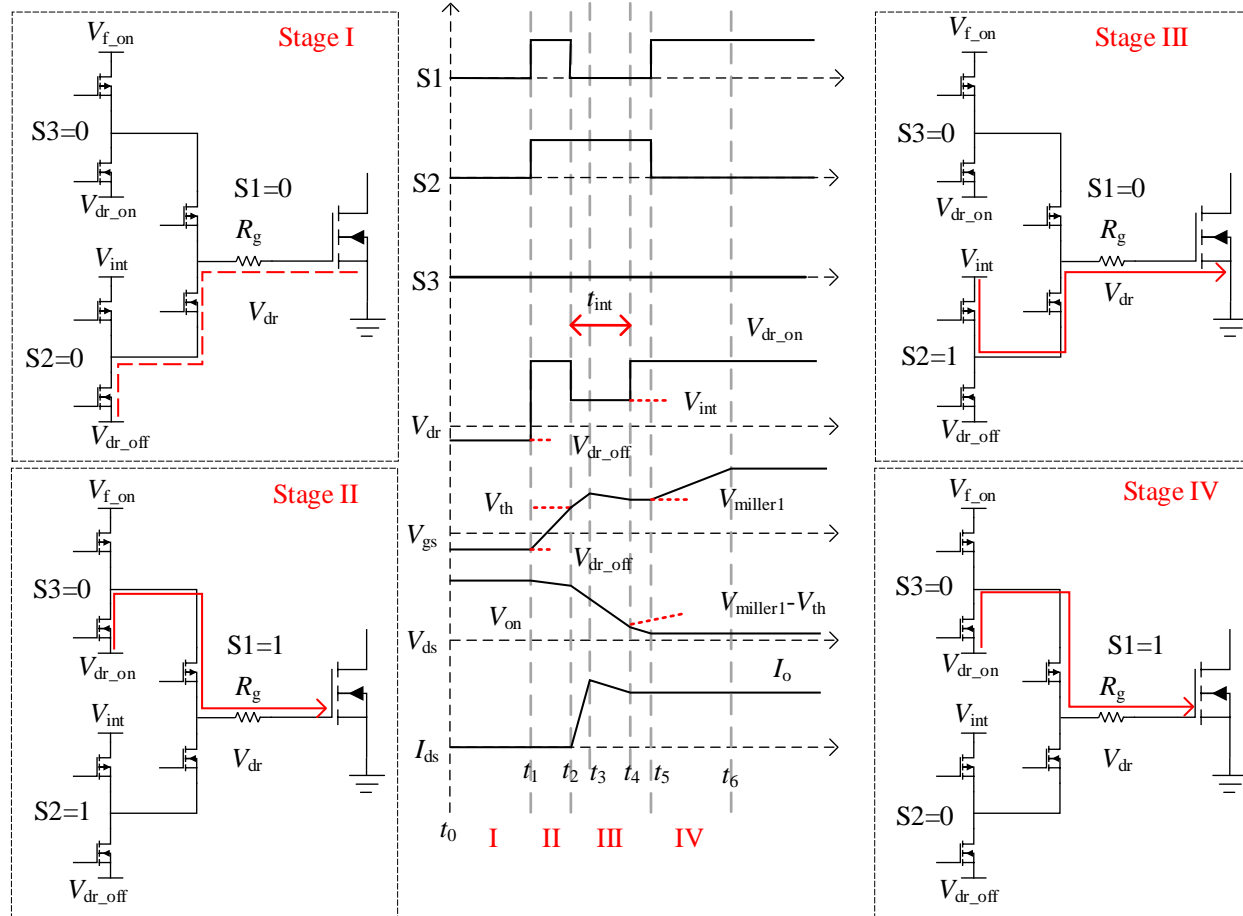 Stage I
V_f_on
S3=0
V_dr_on
S1=0
R_g
V_int
V_dr
S2=0
V_dr_off
Stage II
V_f_on
S3=0
V_dr_on
S1=1
R_g
V_int
V_dr
S2=1
V_dr_off
S1
S2
S3
t_int
V_dr_on
V_int
V_dr
V_dr_off
V_th
V_miller1
V_gs
V_dr_off
V_on
V_miller1-V_th
V_ds
I_o
I_ds
t_1 t_2 t_3 t_4 t_5 t_6
t_0
I II III IV
Stage III
V_f_on
S3=0
V_dr_on
S1=0
R_g
V_int
V_dr
S2=1
V_dr_off
Stage IV
V_f_on
S3=0
V_dr_on
S1=1
R_g
V_int
V_dr
S2=0
V_dr_off